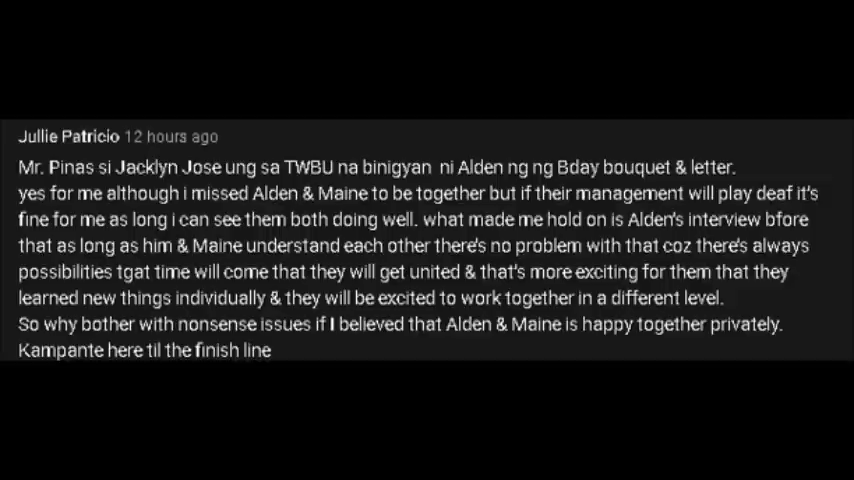 Jullie Patricio 12 hours ago
Mr. Pinas si Jacklyn Jose ung sa TWBU na binigyan ni Alden ng ng Bday bouquet & letter.
yes for me although i missed Alden & Maine to be together but if their management will play deaf it's
fine for me as long i can see them both doing well. what made me hold on is Alden's interview bfore
that as long as him & Maine understand each other there's no problem with that coz there's always
possibilities tgat time will come that they will get united & that's more exciting for them that they
learned new things individually & they will be excited to work together in a different level.
So why bother with nonsense issues if I believed that Alden & Maine is happy together privately.
Kampante here til the finish line